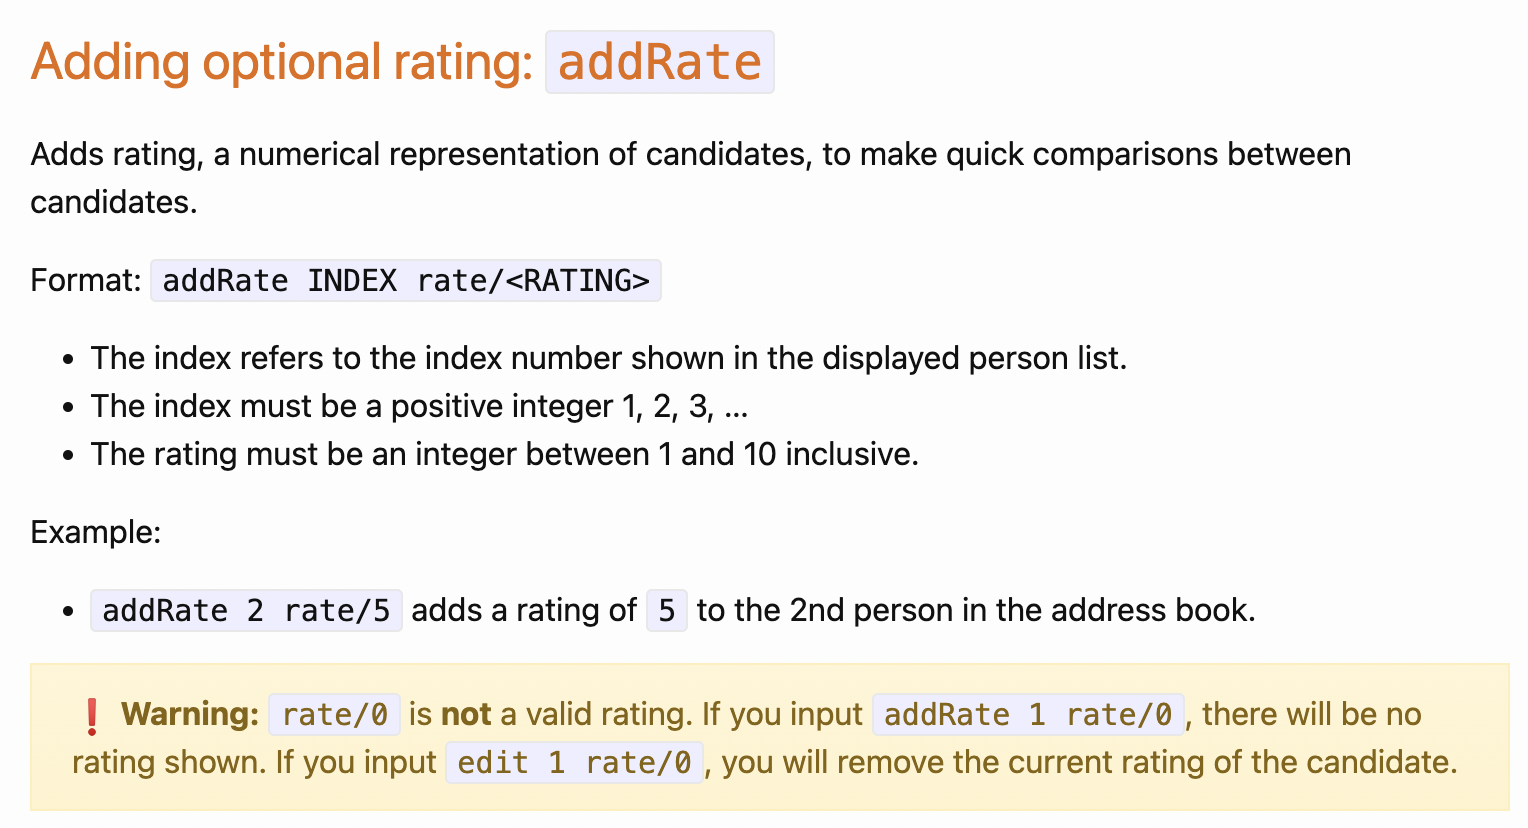 Adding optional rating: addRate
Adds rating, a numerical representation of candidates, to make quick comparisons between
candidates.
Format: addRate INDEX rate/<RATING>
• The index refers to the index number shown in the displayed person list.
• The index must be a positive integer 1, 2, 3, …
• The rating must be an integer between 1 and 10 inclusive.
Example:
• addRate 2 rate/5 adds a rating of 5 to the 2nd person in the address book.
❗ Warning: rate/0 is not a valid rating. If you input addRate 1 rate/0, there will be no
rating shown. If you input edit 1 rate/0, you will remove the current rating of the candidate.